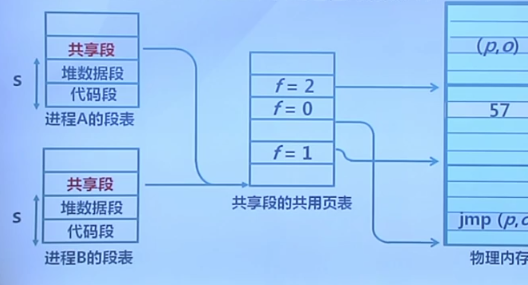 共享段
堆数据段
代码段
S
进程A的段表
共享段
堆数据段
代码段
S
进程B的段表
f = 2
f = 0
f = 1
共享段的共用页表
(p,o)
57
jmp (p,
物理内存